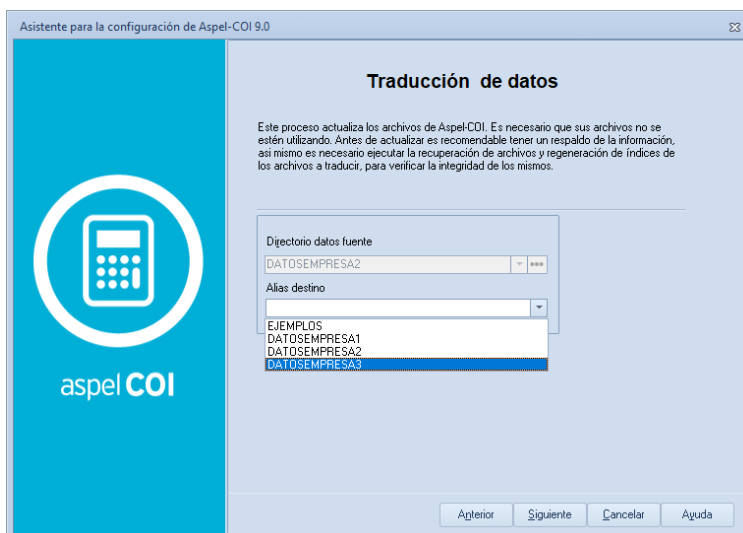 Asistente para la configuración de Aspel-COI 9.0
Traducción de datos
Este proceso actualiza los archivos de Aspel-COI. Es necesario que sus archivos no se
estén utilizando. Antes de actualizar es recomendable tener un respaldo de la información,
asi mismo es necesario ejecutar la recuperación de archivos y regeneración de índices de
los archivos a traducir, para verificar la integridad de los mismos.
Directorio datos fuente
DATOSEMPRESA2
Alias destino
EJEMPLOS
DATOSEMPRESA1
DATOSEMPRESA2
DATOSEMPRESA3
aspel COI
Anterior Siguiente Cancelar Ayuda